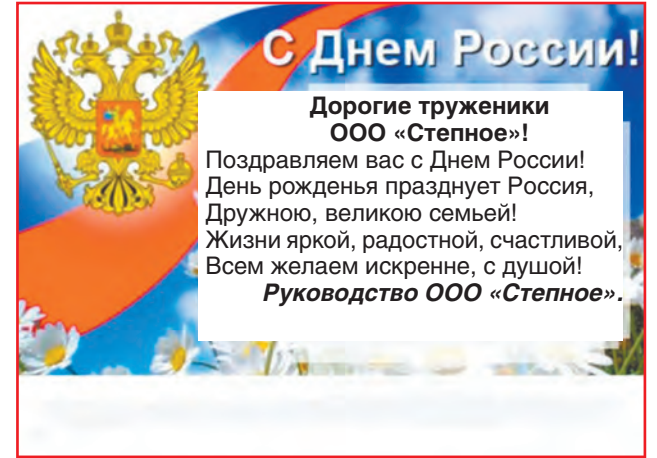 С Днем России!
Дорогие труженики
ООО «Степное»!
Поздравляем вас с Днем России!
День рожденья празднует Россия,
Дружною, великою семьей!
Жизни яркой, радостной, счастливой,
Всем желаем искренне, с душой!
Руководство ООО «Степное».